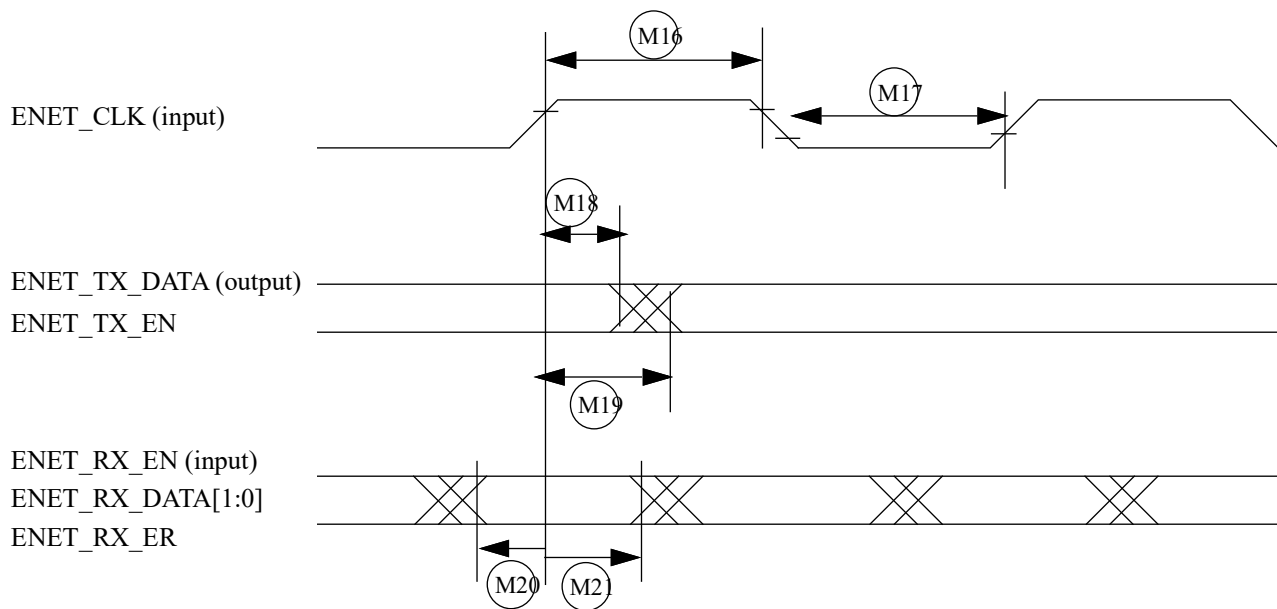 M16
ENET_CLK (input)
M17
M18
ENET_TX_DATA (output)
ENET_TX_EN
M19
ENET_RX_EN (input)
ENET_RX_DATA[1:0]
ENET_RX_ER
M20
M21